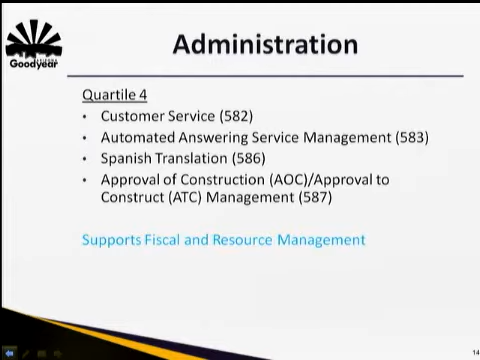 Goodyear
Administration
Quartile 4
• Customer Service (582)
• Automated Answering Service Management (583)
• Spanish Translation (586)
• Approval of Construction (AOC)/Approval to
Construct (ATC) Management (587)
Supports Fiscal and Resource Management
14